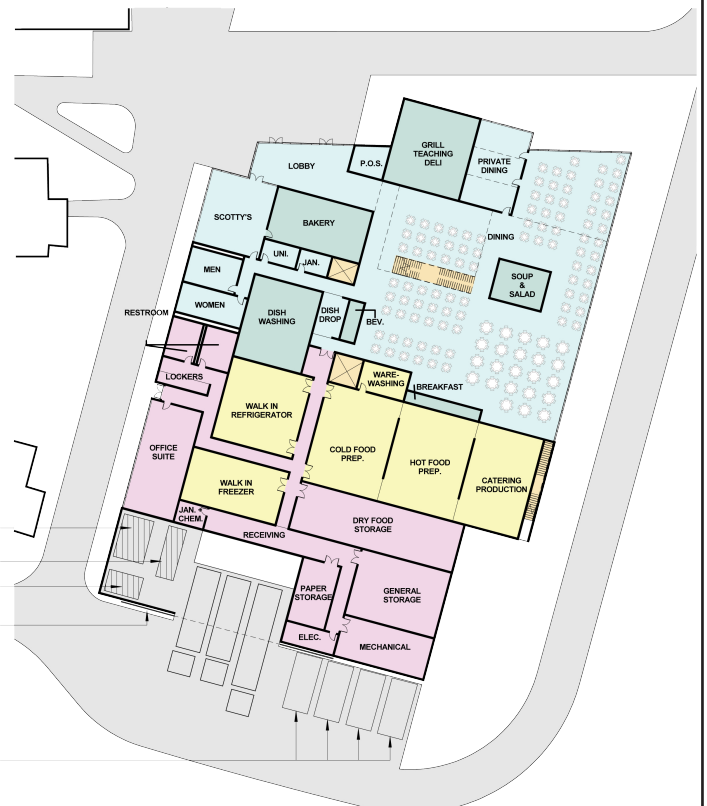 GRILL
TEACHING
DELI
P.O.S.
LOBBY
PRIVATE
DINING
SCOTTY'S
BAKERY
DINING
UNI.
JAN.
MEN
SOUP
&
SALAD
WOMEN
RESTROOM
DISH
WASHING
DISH
DROP
BEV.
LOCKERS
WARE-
WASHING
BREAKFAST
WALK IN
REFRIGERATOR
OFFICE
SUITE
COLD FOOD
PREP.
HOT FOOD
PREP.
CATERING
PRODUCTION
WALK IN
FREEZER
JAN. +
CHEM.
DRY FOOD
STORAGE
RECEIVING
PAPER
STORAGE
GENERAL
STORAGE
ELEC.
MECHANICAL